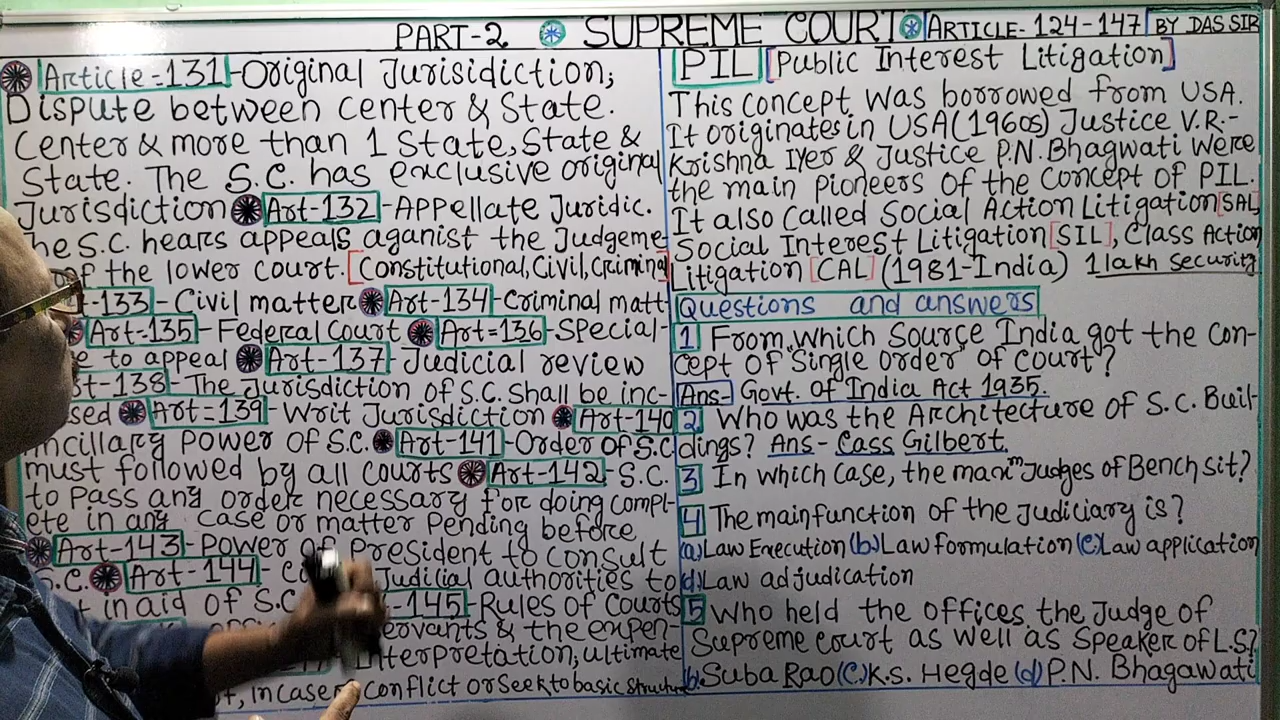 PART-2 SUPREME COURT ARTICLE-124-147 BY DAS SIR
Article=131-Original Jurisidiction;
Dispute between center & State.
Center & more than 1 State, State &
State. The S.C. has exclusive original
Jurisdiction Art-132-Appellate Juridic.
he S.C. hears appeals aganist the Judgeme
of the lower court. [Constitutional, Civil, Crimina
-133-Civil matter Art-134-Criminal matt
Art-135-Federal Court Art=136-Special-
e to appeal Art-137-Judicial review
st-138-The Jurisdiction of S.C. Shall be inc-
sed Art=139-Writ Jurisdiction Art-140
ncillary Power of S.C. Art-141-Order of S.C
must followed by all courts Art-142-S.C.
to pass any order necessary for doing compl-
ete in any case or matter Pending before
Art-143-Power of President to consult
S.C. Art-144- Judicial authorities to
t in aid of S.C. -145-Rules of Courts
ervants & the expen-
Interpretation, ultimate
, in case conflict or seek to basic structure
PIL [Public Interest Litigation]
This concept was borrowed from USA.
It originates in USA (1960s) Justice V.R.-
Krishna Iyer & Justice P.N. Bhagwati were
the main Pioneers of the concept of PIL.
It also called Social Action Litigation [SAL]
Social Interest Litigation [SIL], Class Action
Litigation [CAL] (1981-India) 1 lakh security
Questions and answers
1 From which Source India got the con-
cept of Single order of court?
Ans- Govt. of India Act 1935.
2 Who was the Architecture of S.C. Buil-
dings? Ans- Cass Gilbert.
3 In which case, the maxm Judges of Bench sit?
4 The main function of the Judiciary is?
(a) Law Execution (b) Law formulation (c) Law application
(d) Law adjudication
5 Who held the offices the Judge of
Supreme court as well as Speaker of L.S?
(b). Suba Rao (c) K.S. Hegde (d) P.N. Bhagawati